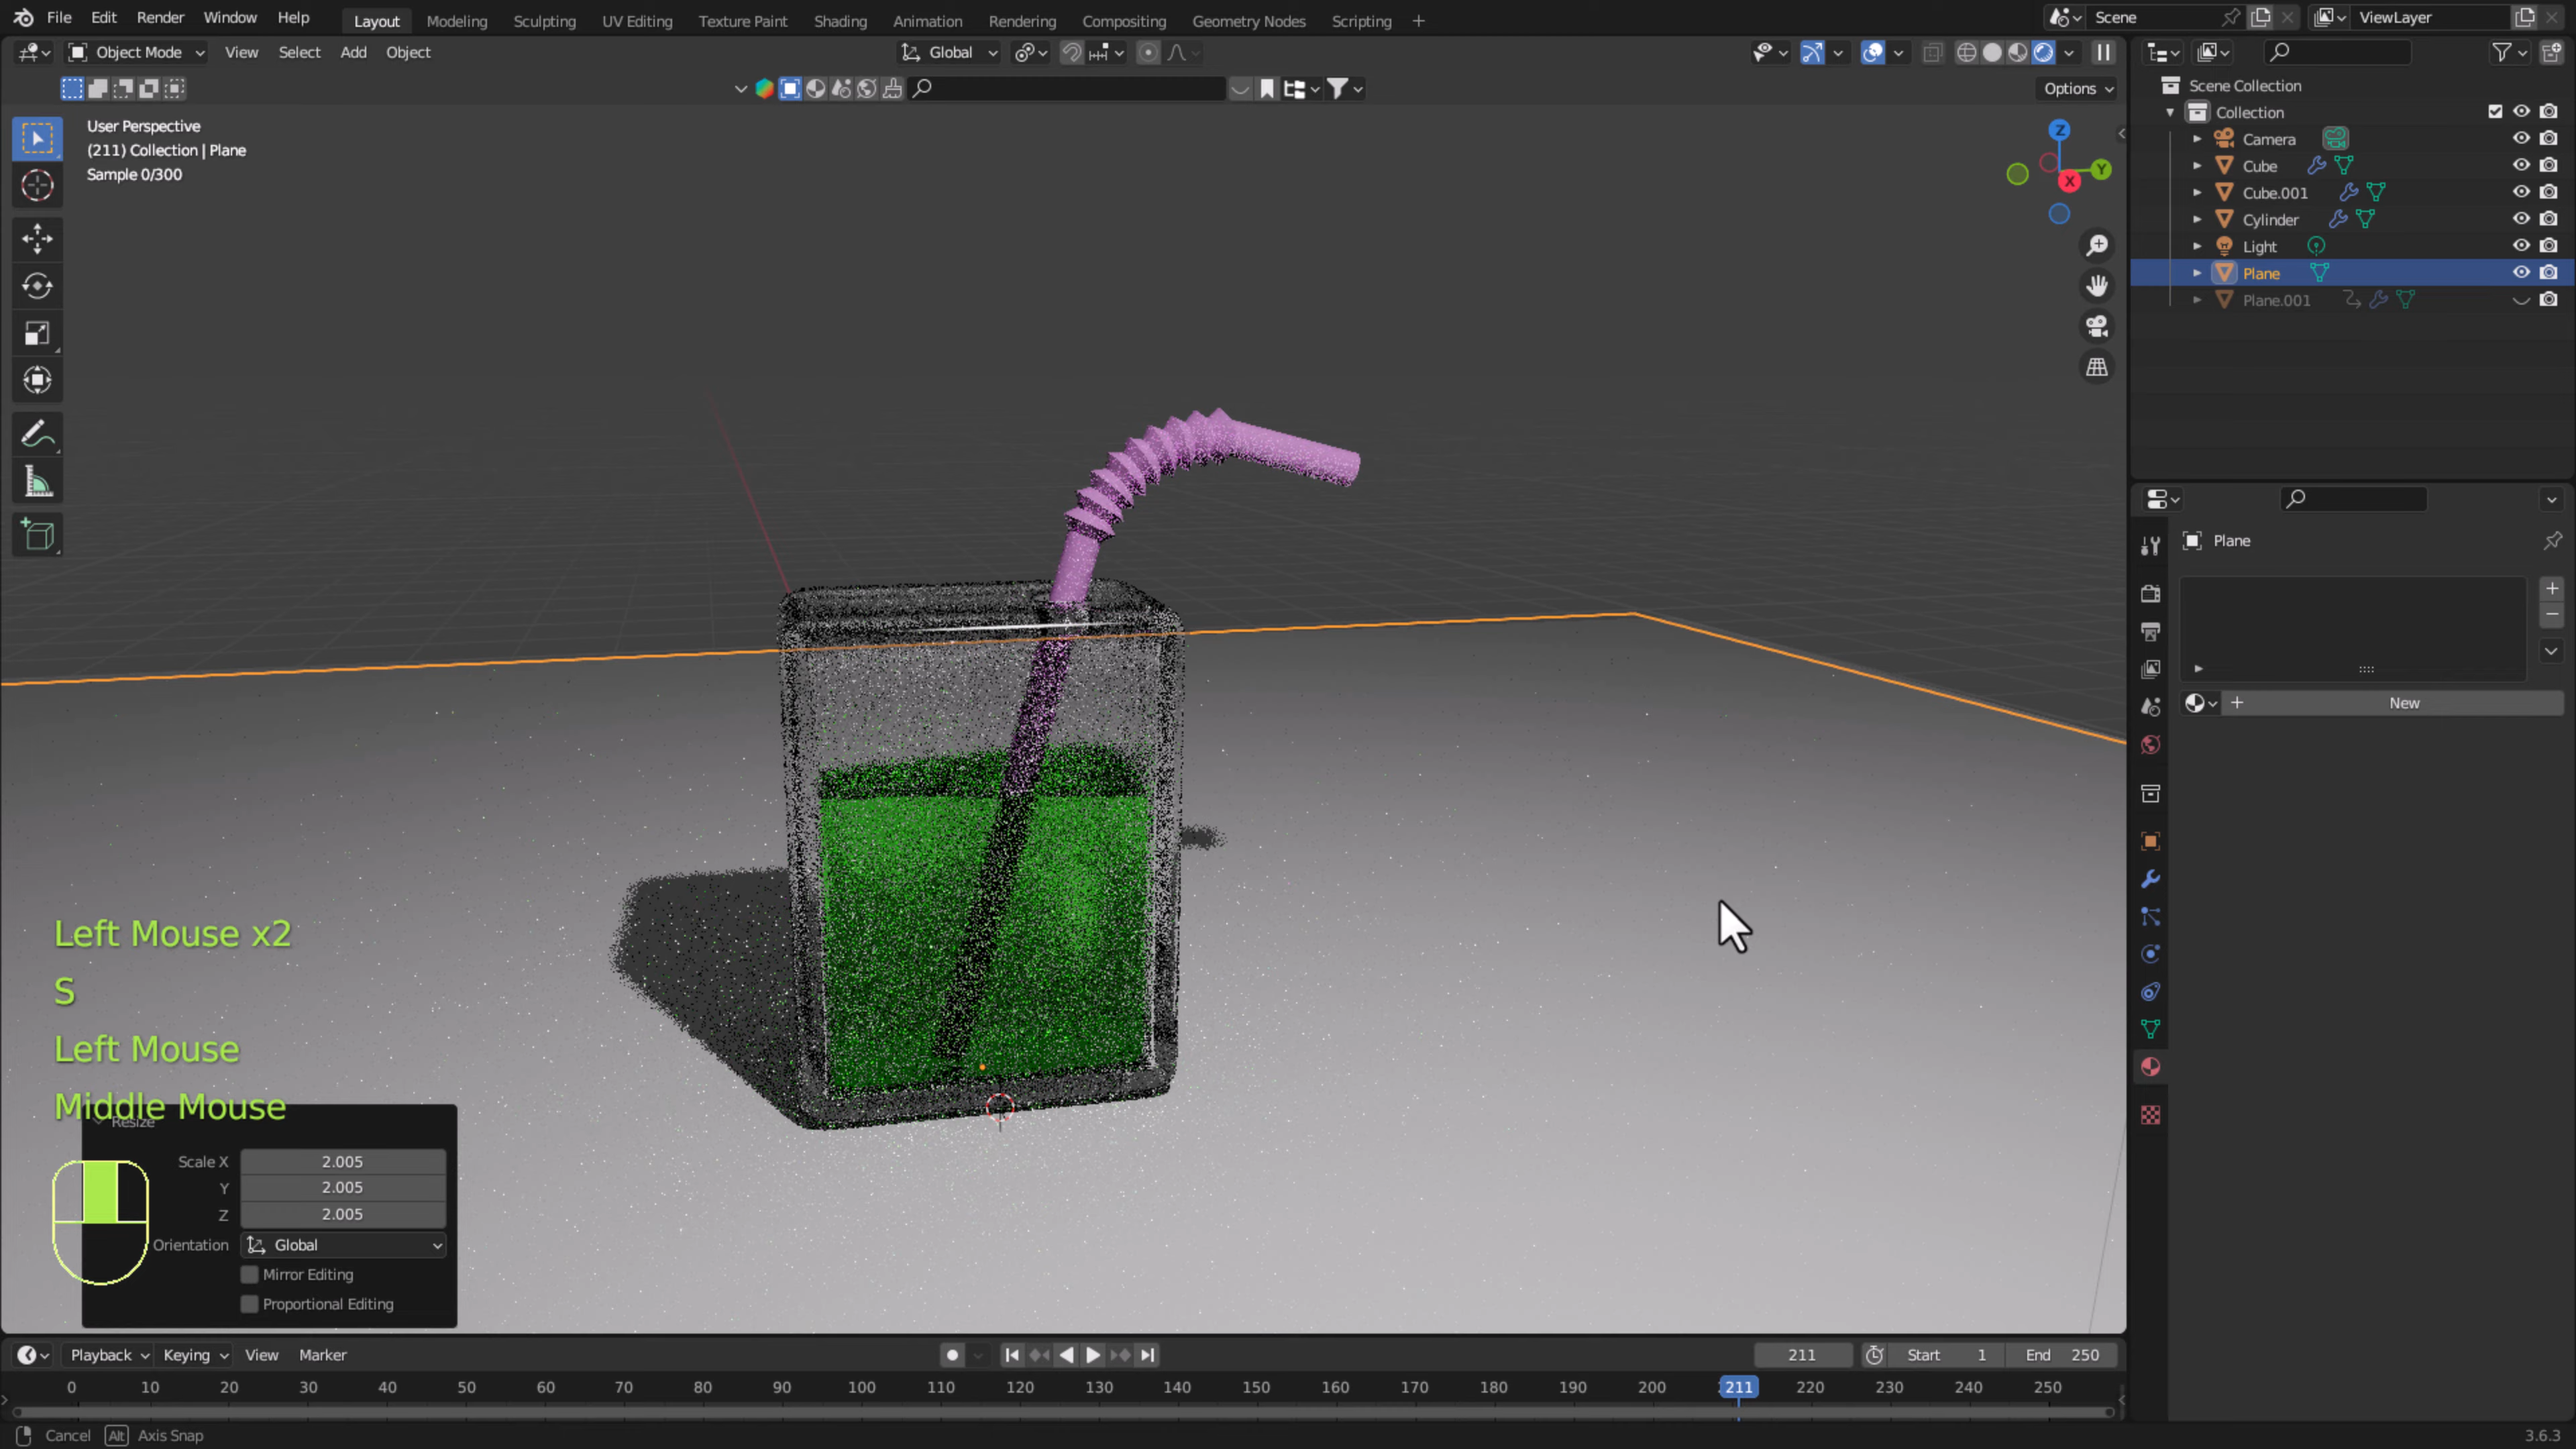 File Edit Render Window Help Layout Modeling Sculpting UV Editing Texture Paint Shading Animation Rendering Compositing Geometry Nodes Scripting + Scene ViewLayer
Object Mode View Select Add Object Global
Options
User Perspective
(211) Collection | Plane
Sample 0/300
Z
Y
X
Scene Collection
Collection
Camera
Cube
Cube.001
Cylinder
Light
Plane
Plane.001
Plane
New
Left Mouse x2
S
Left Mouse
Middle Mouse
Resize
Scale X 2.005
Y 2.005
Z 2.005
Orientation Global
Mirror Editing
Proportional Editing
Playback Keying View Marker 211 Start 1 End 250
0 10 20 30 40 50 60 70 80 90 100 110 120 130 140 150 160 170 180 190 200 211 220 230 240 250
Cancel Alt Axis Snap 3.6.3